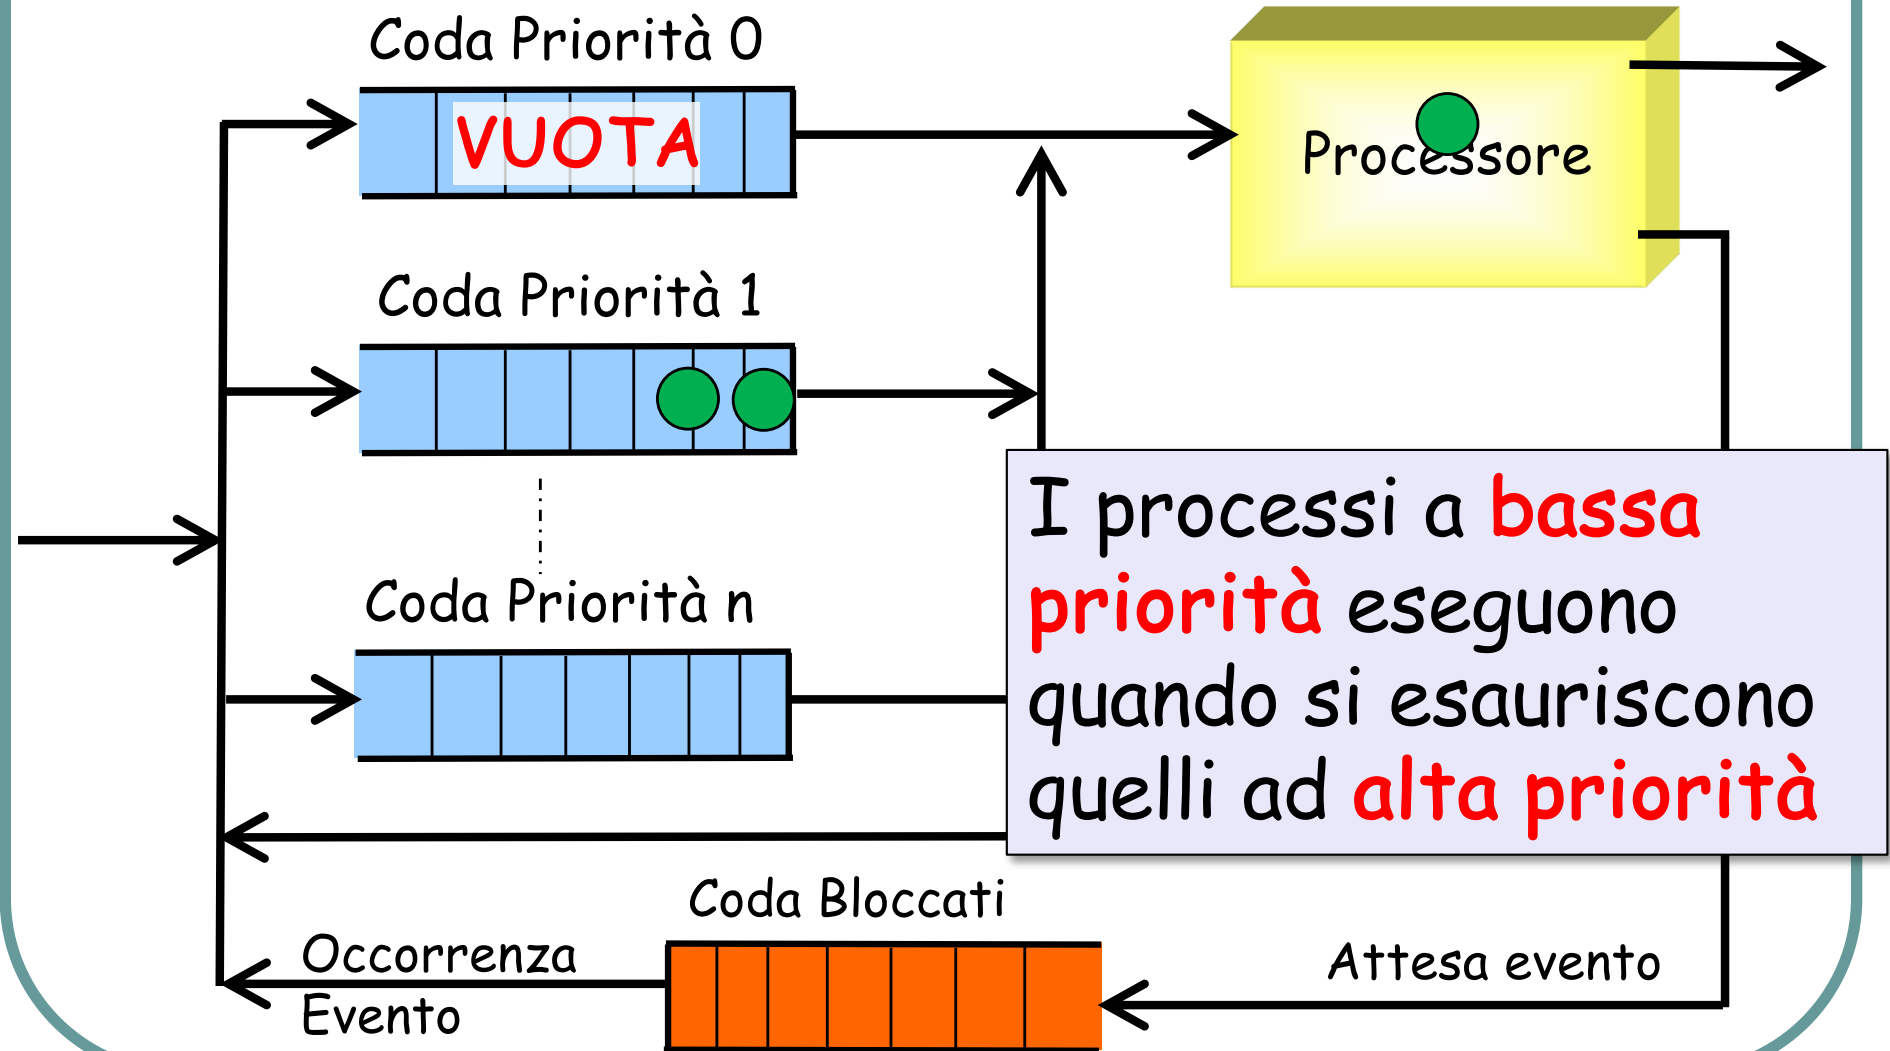 Coda Priorità 0
VUOTA
Processore
Coda Priorità 1
Coda Priorità n
I processi a bassa
priorità eseguono
quando si esauriscono
quelli ad alta priorità
Coda Bloccati
Occorrenza
Evento
Attesa evento